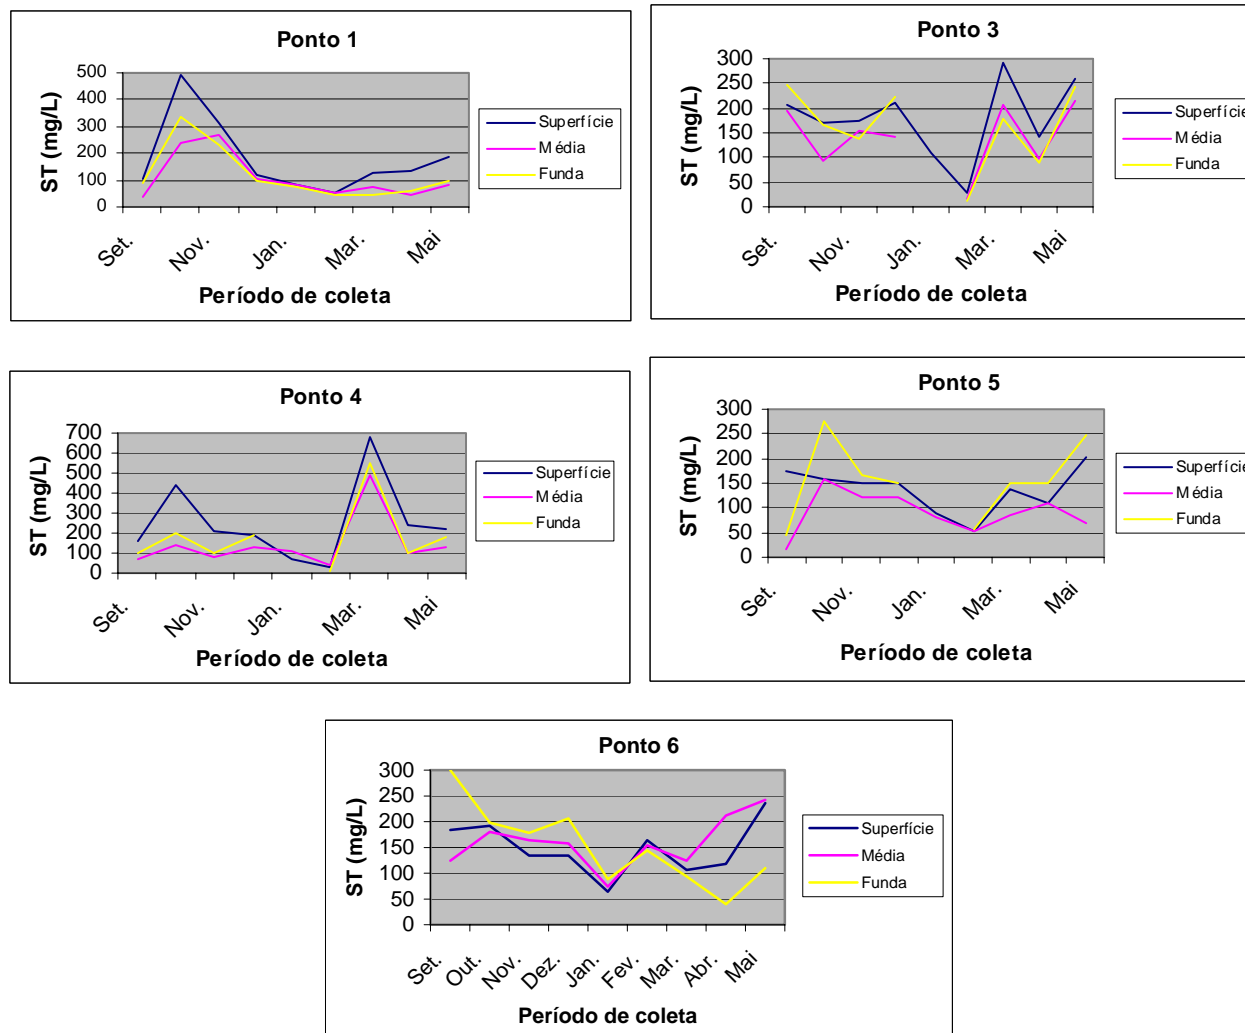 Ponto 1
ST (mg/L)
500
400
300
200
100
0
Set.
Nov.
Jan.
Mar.
Mai
Período de coleta
Superfície
Média
Funda
Ponto 3
ST (mg/L)
300
250
200
150
100
50
0
Set.
Nov.
Jan.
Mar.
Mai
Período de coleta
Superfície
Média
Funda
Ponto 4
ST (mg/L)
700
600
500
400
300
200
100
0
Set.
Nov.
Jan.
Mar.
Mai
Período de coleta
Superfície
Média
Funda
Ponto 5
ST (mg/L)
300
250
200
150
100
50
0
Set.
Nov.
Jan.
Mar.
Mai
Período de coleta
Superfície
Média
Funda
Ponto 6
ST (mg/L)
300
250
200
150
100
50
0
Set.
Out.
Nov.
Dez.
Jan.
Fev.
Mar.
Abr.
Mai
Período de coleta
Superfície
Média
Funda